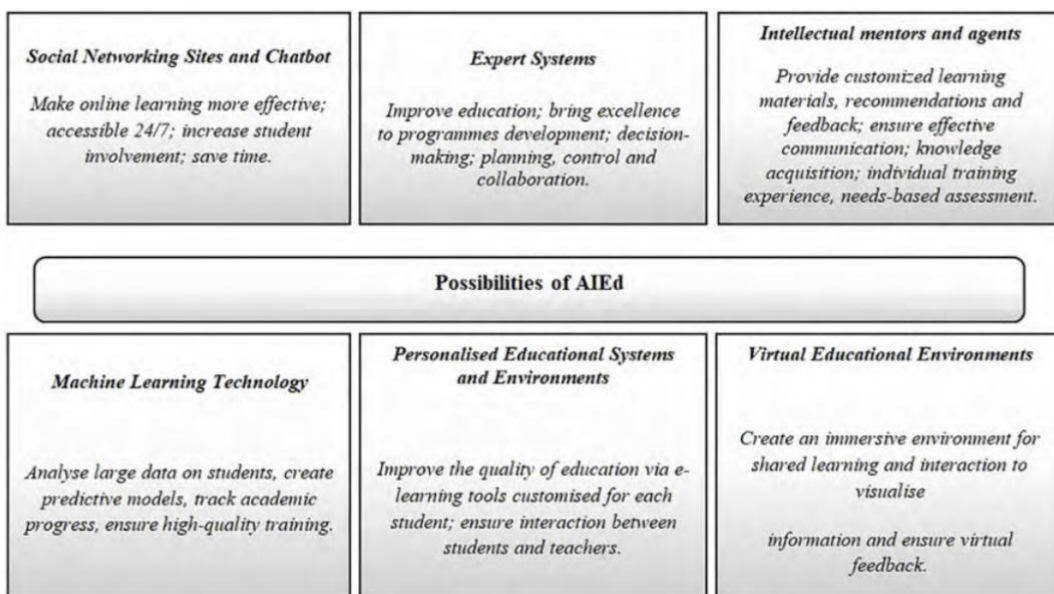 Social Networking Sites and Chatbot
Make online learning more effective;
accessible 24/7; increase student
involvement; save time.
Expert Systems
Improve education; bring excellence
to programmes development; decision-
making; planning, control and
collaboration.
Intellectual mentors and agents
Provide customized learning
materials, recommendations and
feedback; ensure effective
communication; knowledge
acquisition; individual training
experience, needs-based assessment.
Possibilities of AIEd
Machine Learning Technology
Analyse large data on students, create
predictive models, track academic
progress, ensure high-quality training.
Personalised Educational Systems
and Environments
Improve the quality of education via e-
learning tools customised for each
student; ensure interaction between
students and teachers.
Virtual Educational Environments
Create an immersive environment for
shared learning and interaction to
visualise
information and ensure virtual
feedback.